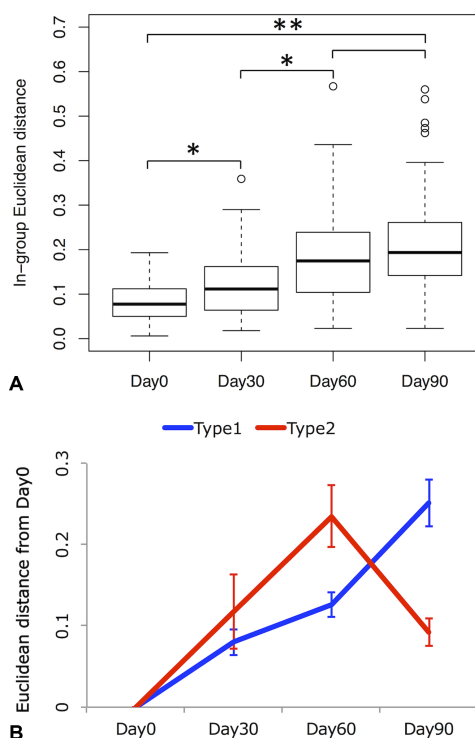 **
0.7
0.6
*
0.5
*
0.4
0.3
0.2
0.1
0.0
In-group Euclidean distance
Day0 Day30 Day60 Day90
A
Type1 Type2
0.3
0.2
0.1
0
Euclidean distance from Day0
Day0 Day30 Day60 Day90
B